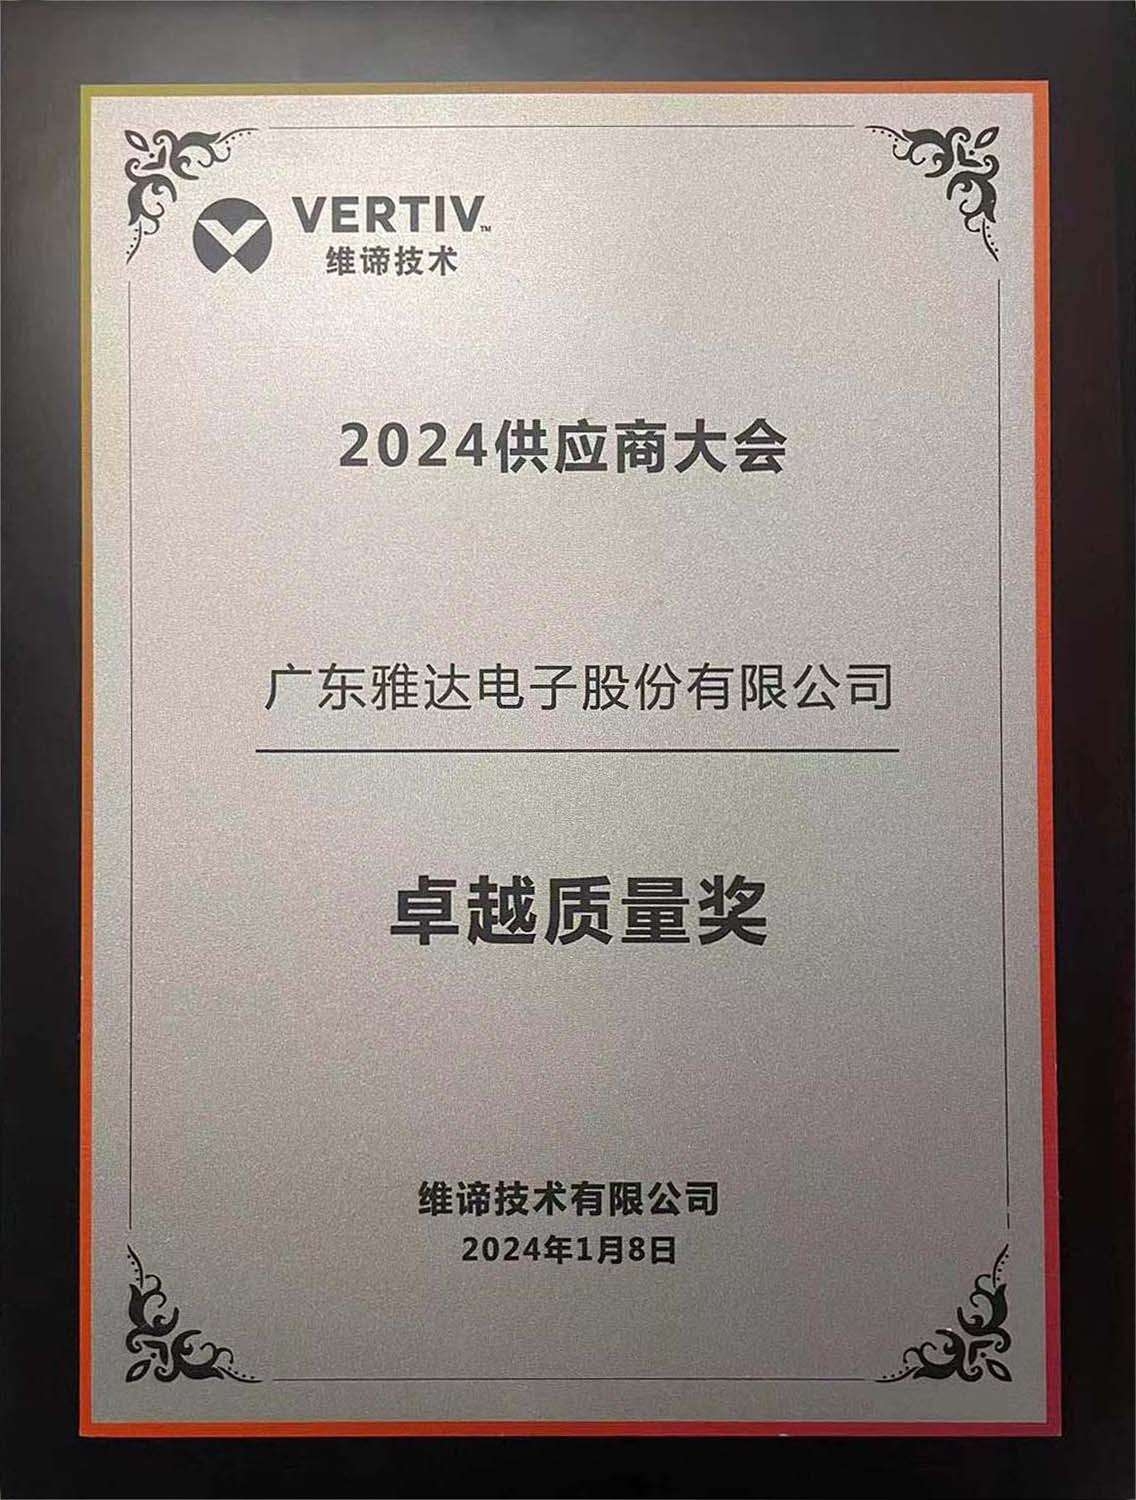 VERTIV™
维谛技术
2024供应商大会
广东雅达电子股份有限公司
卓越质量奖
维谛技术有限公司
2024年1月8日